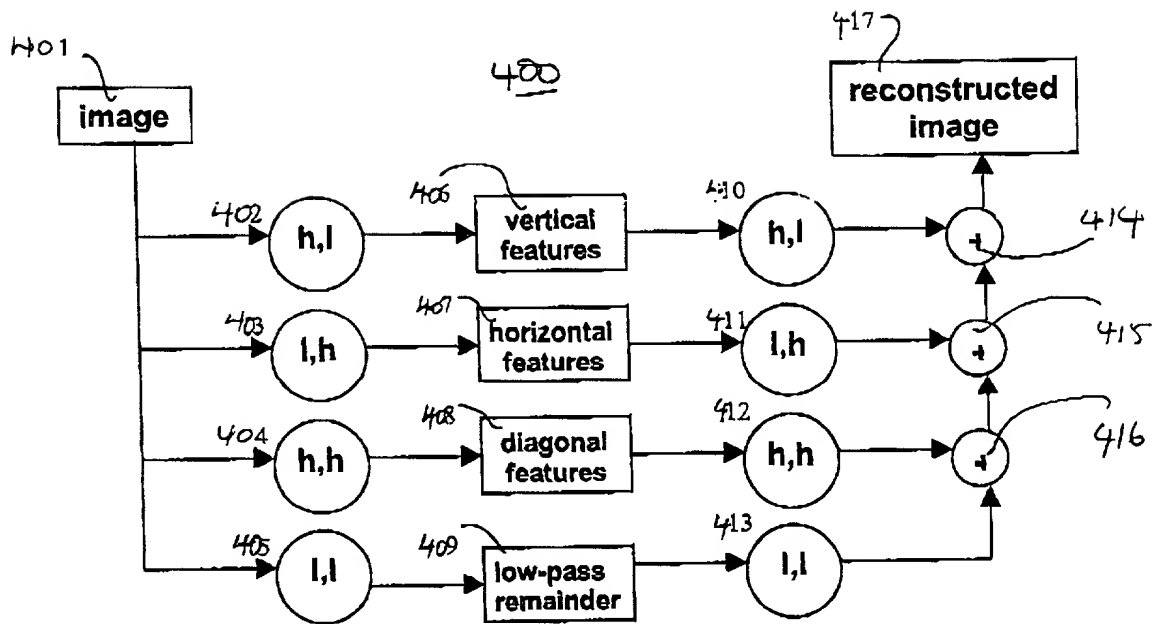 401
400
417
image
reconstructed
image
402
h,l
406
vertical
features
410
h,l
+
414
403
l,h
407
horizontal
features
411
l,h
+
415
404
h,h
408
diagonal
features
412
h,h
+
416
405
l,l
409
low-pass
remainder
413
l,l